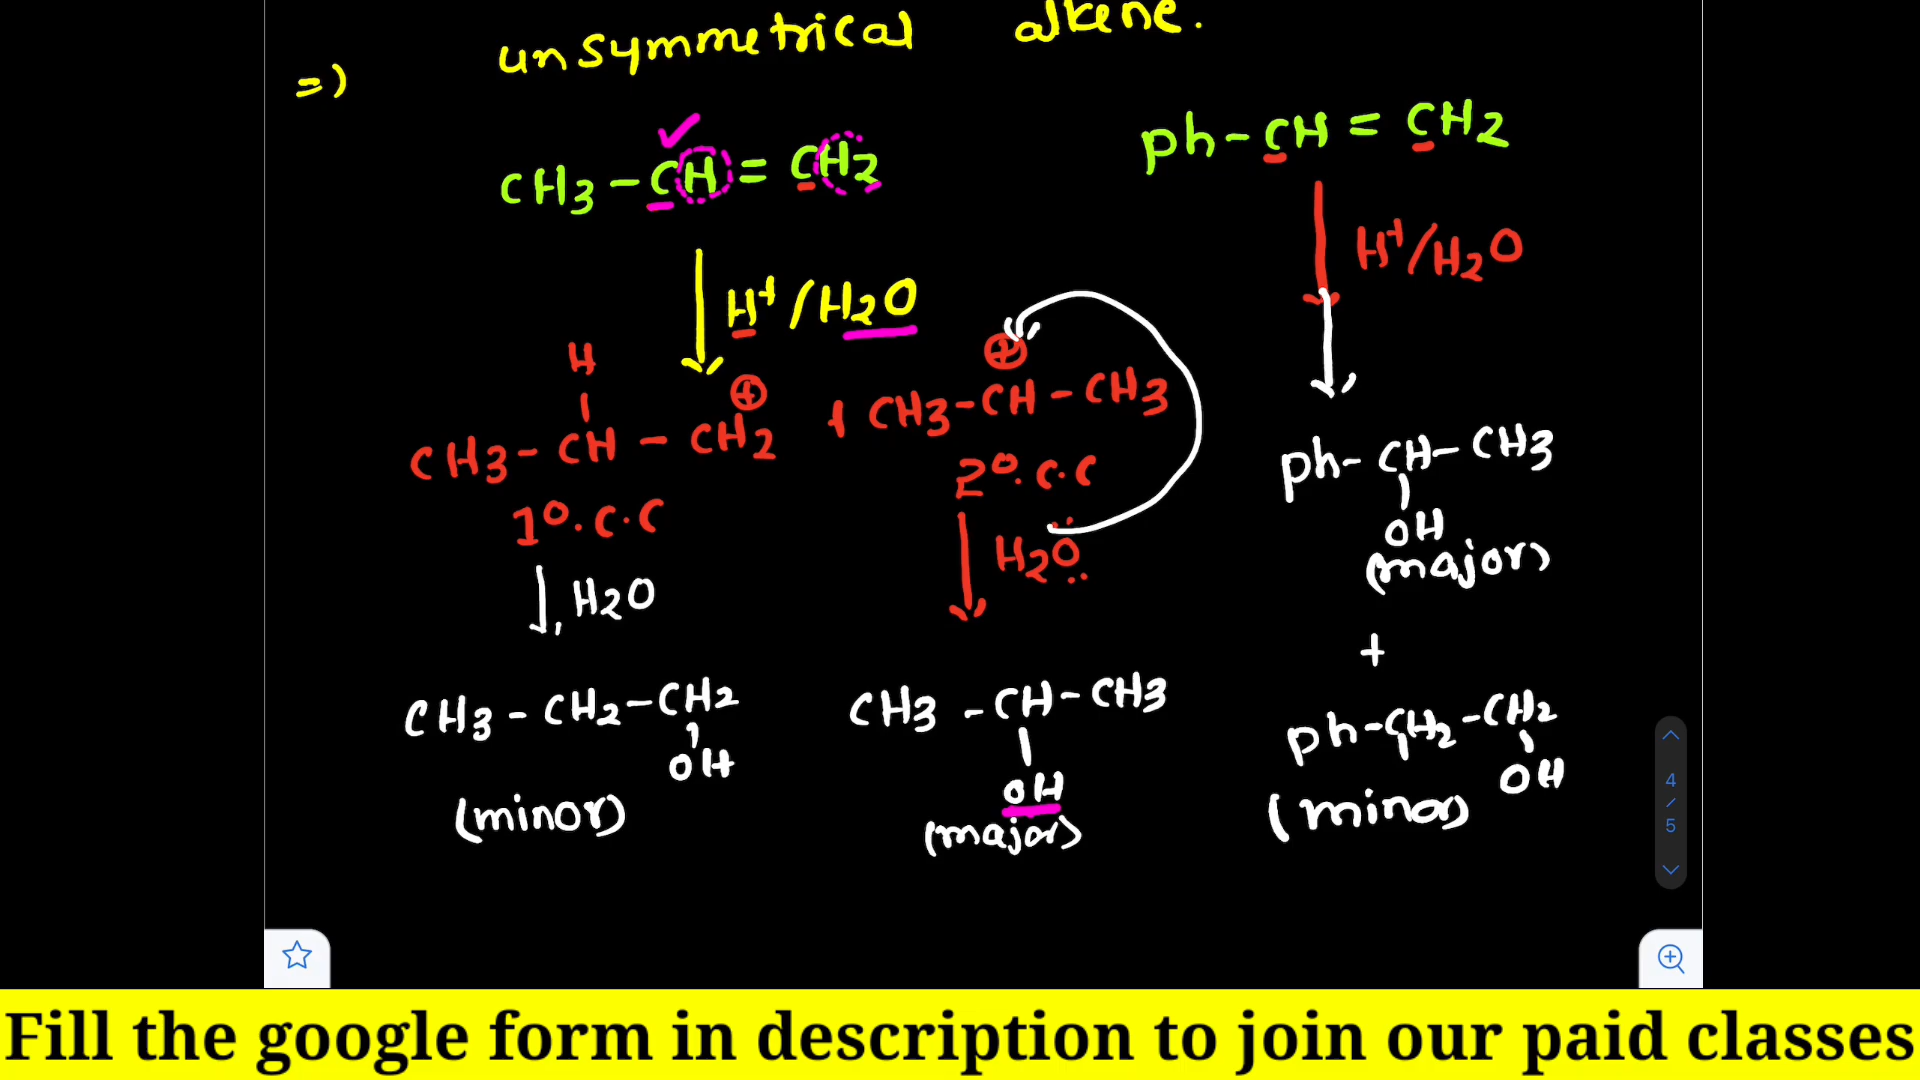 unsymmetrical alkene.
=)
CH3-CH=CH2
H+/H2O
H
CH3-CH-CH2 + CH3-CH-CH3
⊕ ⊕
1°.C.C
2°.C.C
H2O
H2O
CH3-CH2-CH2
OH
(minor)
CH3-CH-CH3
OH
(major)
ph-CH=CH2
H+/H2O
ph-CH-CH3
OH
(major)
+
ph-CH2-CH2
OH
(minor)
4
/
5
Fill the google form in description to join our paid classes